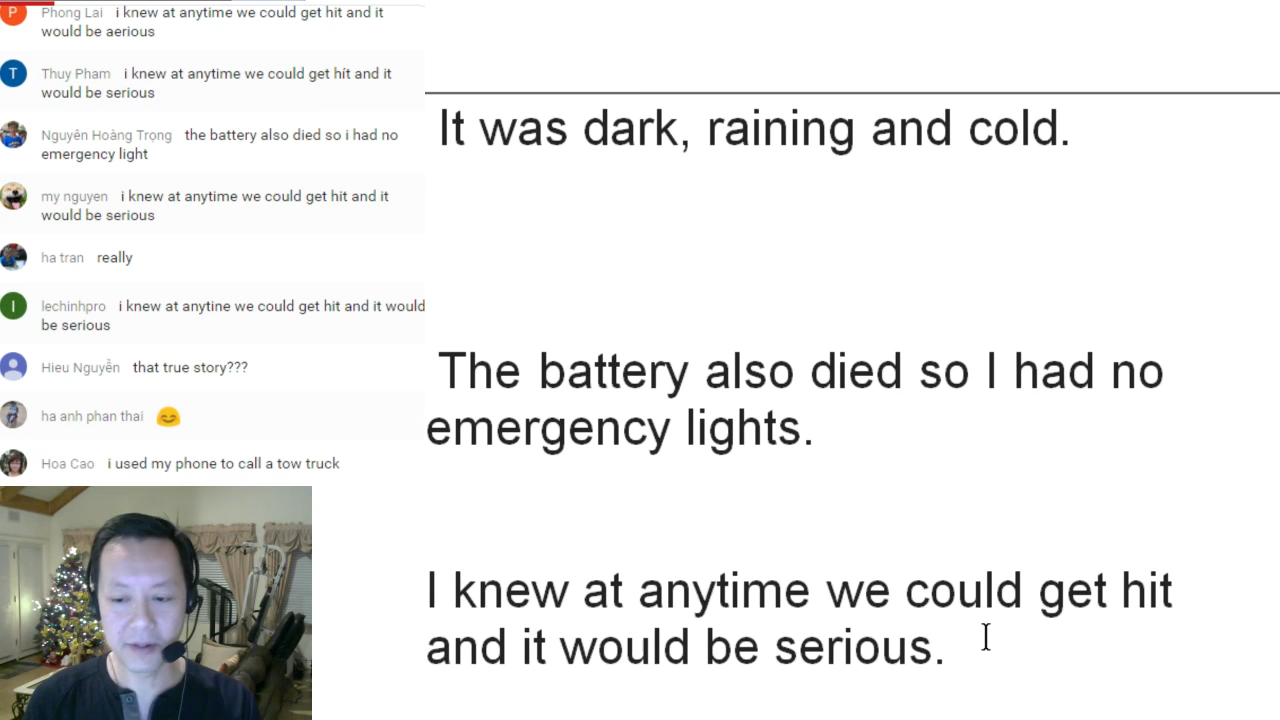 P Phong Lai i knew at anytime we could get hit and it
would be aerious
T Thuy Pham i knew at anytime we could get hít and it
would be serious
Nguyên Hoàng Trọng the battery also died so i had no
emergency light
my nguyen i knew at anytime we could get hit and it
would be serious
ha tran really
l lechinhpro i knew at anytine we could get hit and it would
be serious
Hieu Nguyễn that true story???
ha anh phan thai 😊
Hoa Cao i used my phone to call a tow truck
It was dark, raining and cold.
The battery also died so I had no
emergency lights.
I knew at anytime we could get hit
and it would be serious.